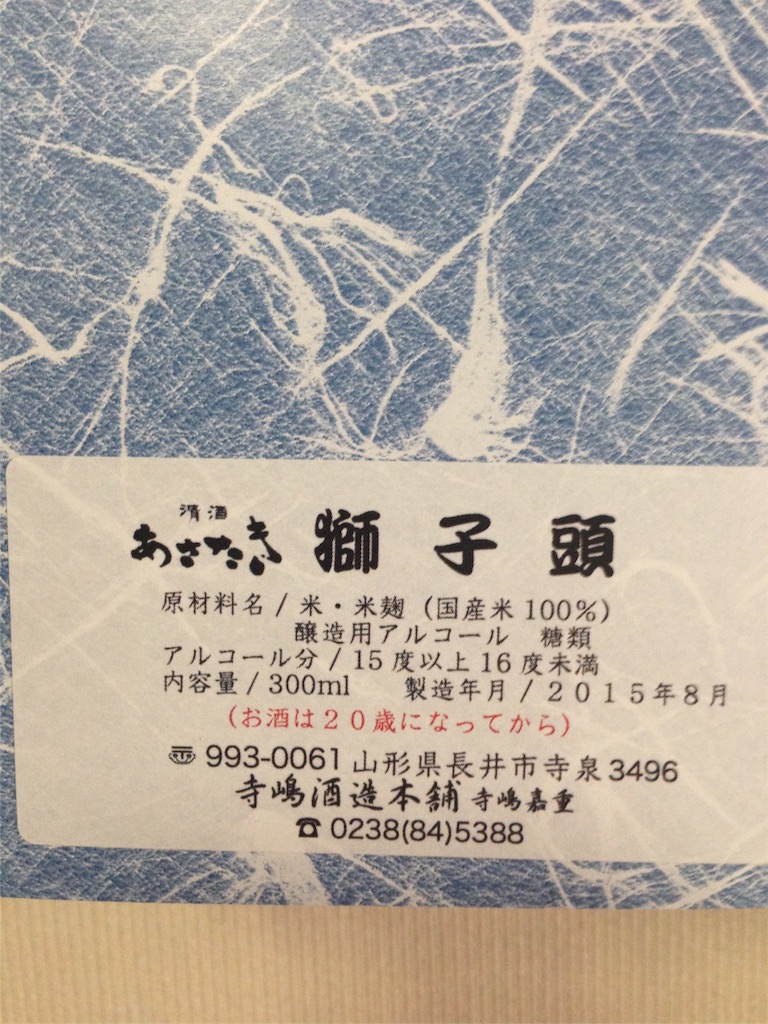 清酒
あさたき 獅子頭
原材料名/米・米麹（国産米100%）
醸造用アルコール 糖類
アルコール分/15度以上16度未満
内容量/300ml 製造年月/２０１５年８月
（お酒は２０歳になってから）
〠 993-0061 山形県長井市寺泉3496
寺嶋酒造本舗 寺嶋嘉重
☎ 0238(84)5388